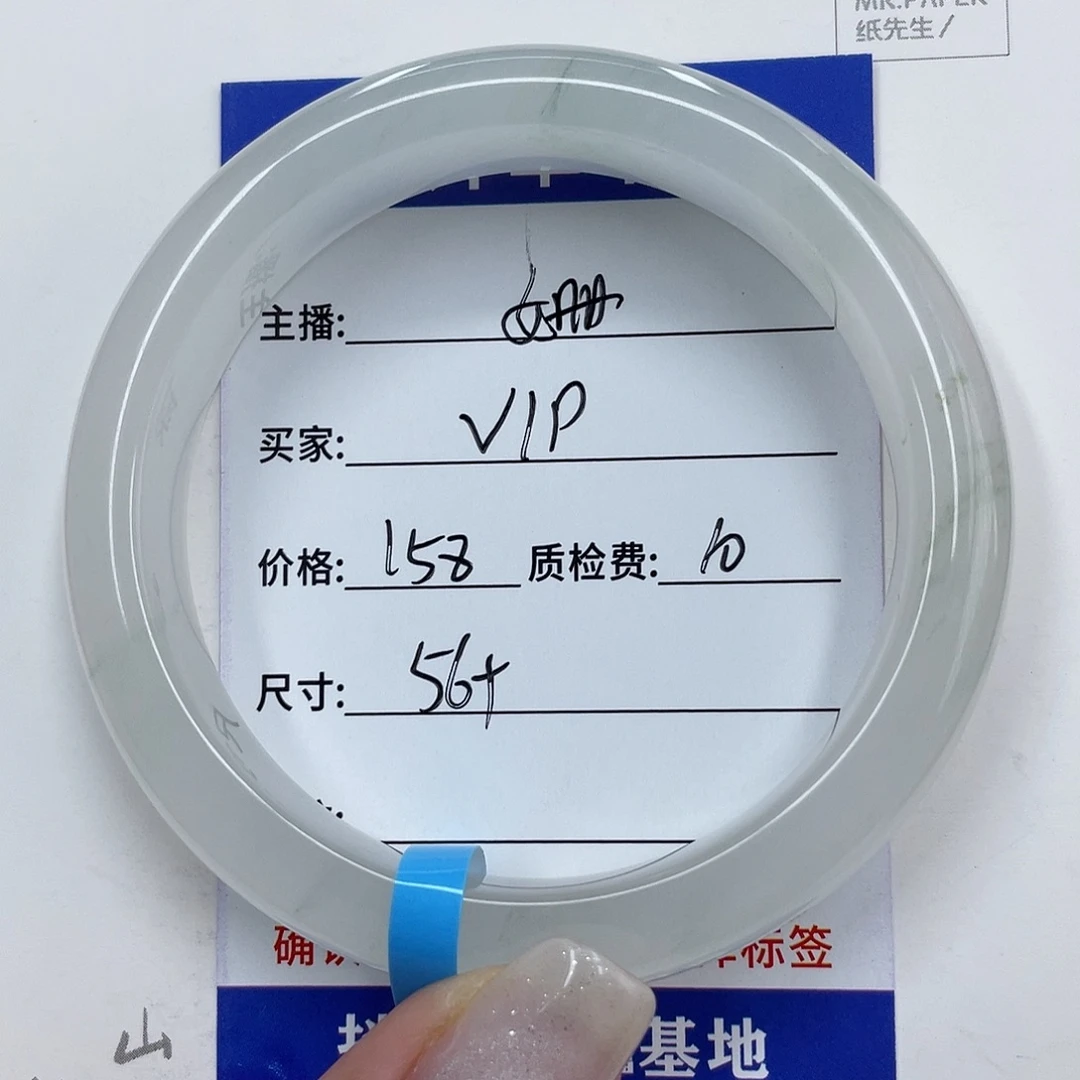 MR.PAPER
纸先生/
主播:
买家: VIP
价格: 158 质检费: 10
尺寸: 56+
确 标签
基地
山